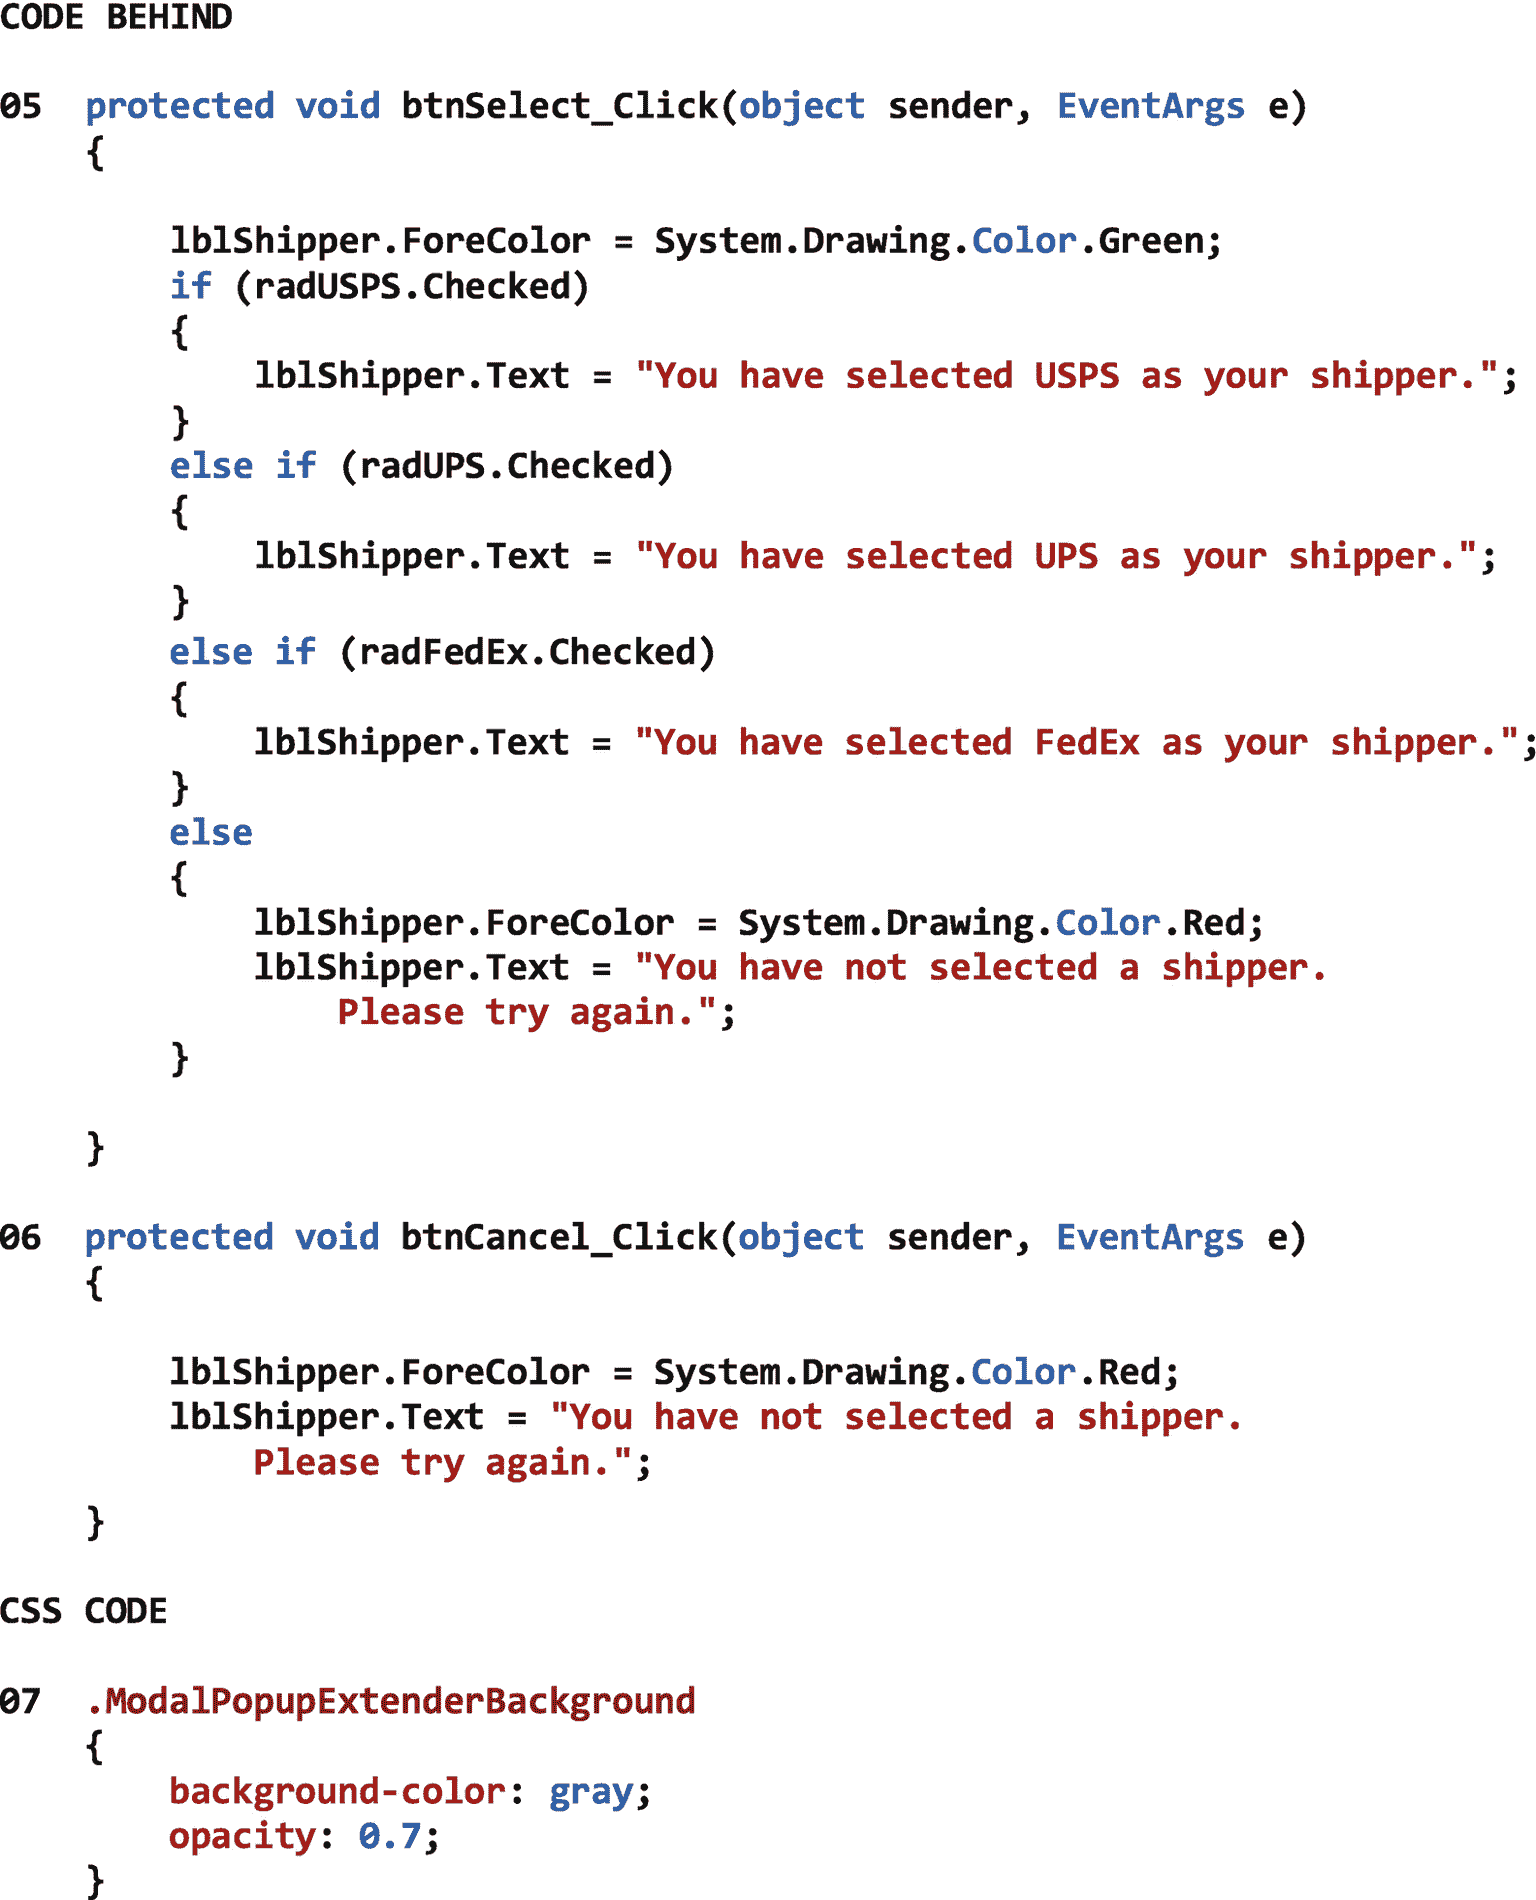 CODE BEHIND
05 protected void btnSelect_Click(object sender, EventArgs e)
{
lblShipper.ForeColor = System.Drawing.Color.Green;
if (radUSPS.Checked)
{
lblShipper.Text = "You have selected USPS as your shipper.";
}
else if (radUPS.Checked)
{
lblShipper.Text = "You have selected UPS as your shipper.";
}
else if (radFedEx.Checked)
{
lblShipper.Text = "You have selected FedEx as your shipper.";
}
else
{
lblShipper.ForeColor = System.Drawing.Color.Red;
lblShipper.Text = "You have not selected a shipper.
Please try again.";
}
}
06 protected void btnCancel_Click(object sender, EventArgs e)
{
lblShipper.ForeColor = System.Drawing.Color.Red;
lblShipper.Text = "You have not selected a shipper.
Please try again.";
}
CSS CODE
07 .ModalPopupExtenderBackground
{
background-color: gray;
opacity: 0.7;
}